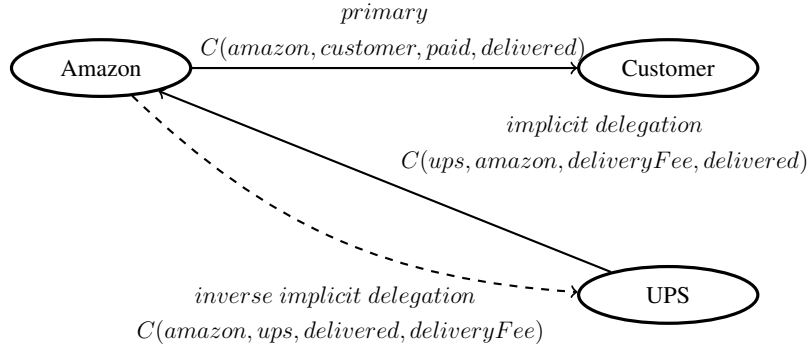 primary
C(amazon, customer, paid, delivered)
Amazon
Customer
implicit delegation
C(ups, amazon, deliveryFee, delivered)
inverse implicit delegation
UPS
C(amazon, ups, delivered, deliveryFee)